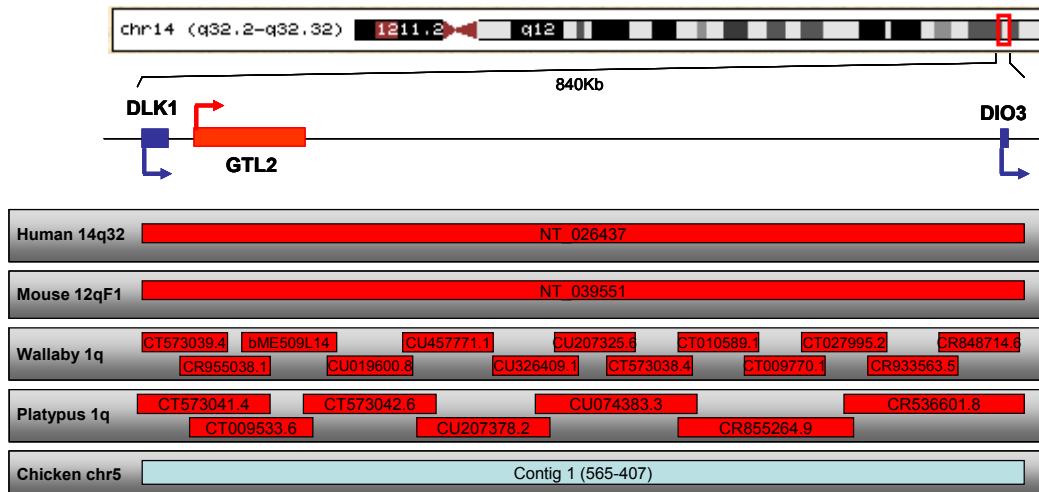 chr14 (q32.2-q32.32) 1211.2 q12
840Kb
DLK1
DIO3
GTL2
Human 14q32 NT_026437
Mouse 12qF1 NT_039551
Wallaby 1q
CT573039.4 bME509L14 CU457771.1 CU207325.6 CT010589.1 CT027995.2 CR848714.6
CR955038.1 CU019600.8 CU326409.1 CT573038.4 CT009770.1 CR933563.5
Platypus 1q
CT573041.4 CT573042.6 CU074383.3 CR536601.8
CT009533.6 CU207378.2 CR855264.9
Chicken chr5 Contig 1 (565-407)